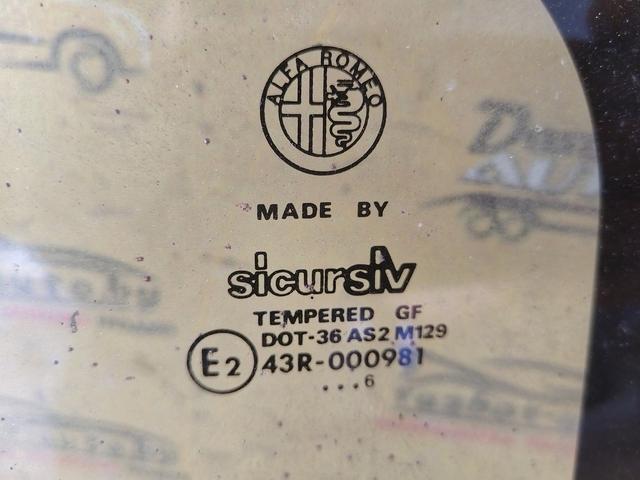 ALFA ROMEO
MADE BY
sicursiv
TEMPERED GF
DOT-36 AS2 M129
E2
43R-000981
...6